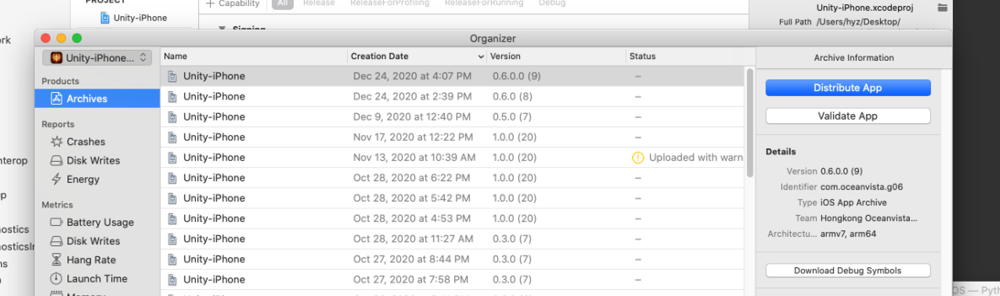 PROJECT
Unity-iPhone
+ Capability All Release ReleaseForProfiling ReleaseForRunning Debug
Signing
Unity-iPhone.xcodeproj
Full Path /Users/hyz/Desktop/
ork
nterop
op
nostics
nosticsIn
ns
Organizer
Unity-iPhone...
Products
Archives
Reports
Crashes
Disk Writes
Energy
Metrics
Battery Usage
Disk Writes
Hang Rate
Launch Time
Memory
Name Creation Date Version Status
Unity-iPhone Dec 24, 2020 at 4:07 PM 0.6.0.0 (9) –
Unity-iPhone Dec 24, 2020 at 2:39 PM 0.6.0 (8) –
Unity-iPhone Dec 9, 2020 at 12:40 PM 0.5.0 (7) –
Unity-iPhone Nov 17, 2020 at 12:22 PM 1.0.0 (20) –
Unity-iPhone Nov 13, 2020 at 10:39 AM 1.0.0 (20) Uploaded with warn
Unity-iPhone Oct 28, 2020 at 6:22 PM 1.0.0 (20) –
Unity-iPhone Oct 28, 2020 at 5:42 PM 1.0.0 (20) –
Unity-iPhone Oct 28, 2020 at 4:53 PM 1.0.0 (20) –
Unity-iPhone Oct 28, 2020 at 11:27 AM 0.3.0 (7) –
Unity-iPhone Oct 27, 2020 at 8:44 PM 0.3.0 (7) –
Unity-iPhone Oct 27, 2020 at 7:58 PM 0.3.0 (7) –
Archive Information
Distribute App
Validate App
Details
Version 0.6.0.0 (9)
Identifier com.oceanvista.g06
Type iOS App Archive
Team Hongkong Oceanvista...
Architectu... armv7, arm64
Download Debug Symbols
OS — Pyth